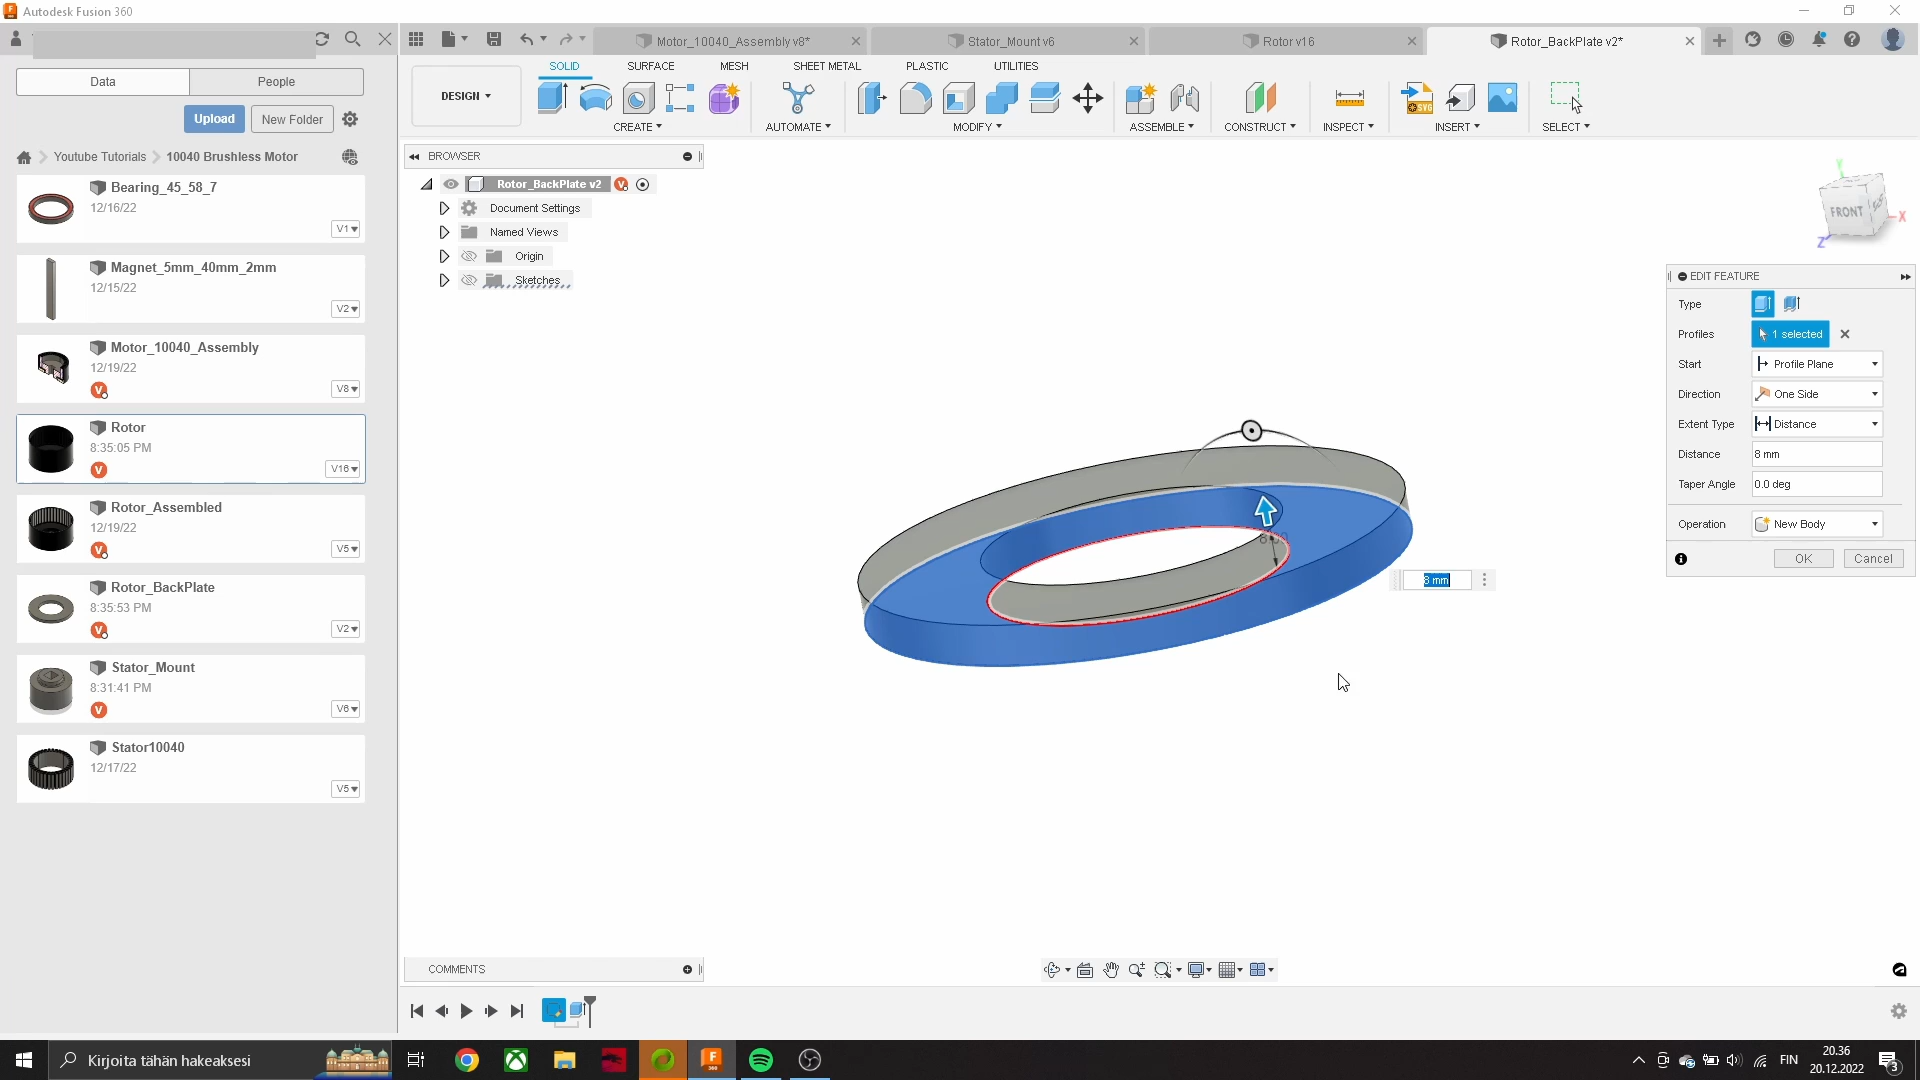 Autodesk Fusion 360
Motor_10040_Assembly v8*
Stator_Mount v6
Rotor v16
Rotor_BackPlate v2*
Data
People
Upload
New Folder
Youtube Tutorials
10040 Brushless Motor
Bearing_45_58_7
12/16/22
V1
Magnet_5mm_40mm_2mm
12/15/22
V2
Motor_10040_Assembly
12/19/22
V8
Rotor
8:35:05 PM
V16
Rotor_Assembled
12/19/22
V5
Rotor_BackPlate
8:35:53 PM
V2
Stator_Mount
8:31:41 PM
V6
Stator10040
12/17/22
V5
DESIGN
SOLID
SURFACE
MESH
SHEET METAL
PLASTIC
UTILITIES
CREATE
AUTOMATE
MODIFY
ASSEMBLE
CONSTRUCT
INSPECT
INSERT
SELECT
BROWSER
Rotor_BackPlate v2
Document Settings
Named Views
Origin
Sketches
FRONT
Y
X
Z
EDIT FEATURE
Type
Profiles
1 selected
Start
Profile Plane
Direction
One Side
Extent Type
Distance
Distance
8 mm
Taper Angle
0.0 deg
Operation
New Body
OK
Cancel
8 mm
COMMENTS
Kirjoita tähän hakeaksesi
FIN
20.36
20.12.2022
3